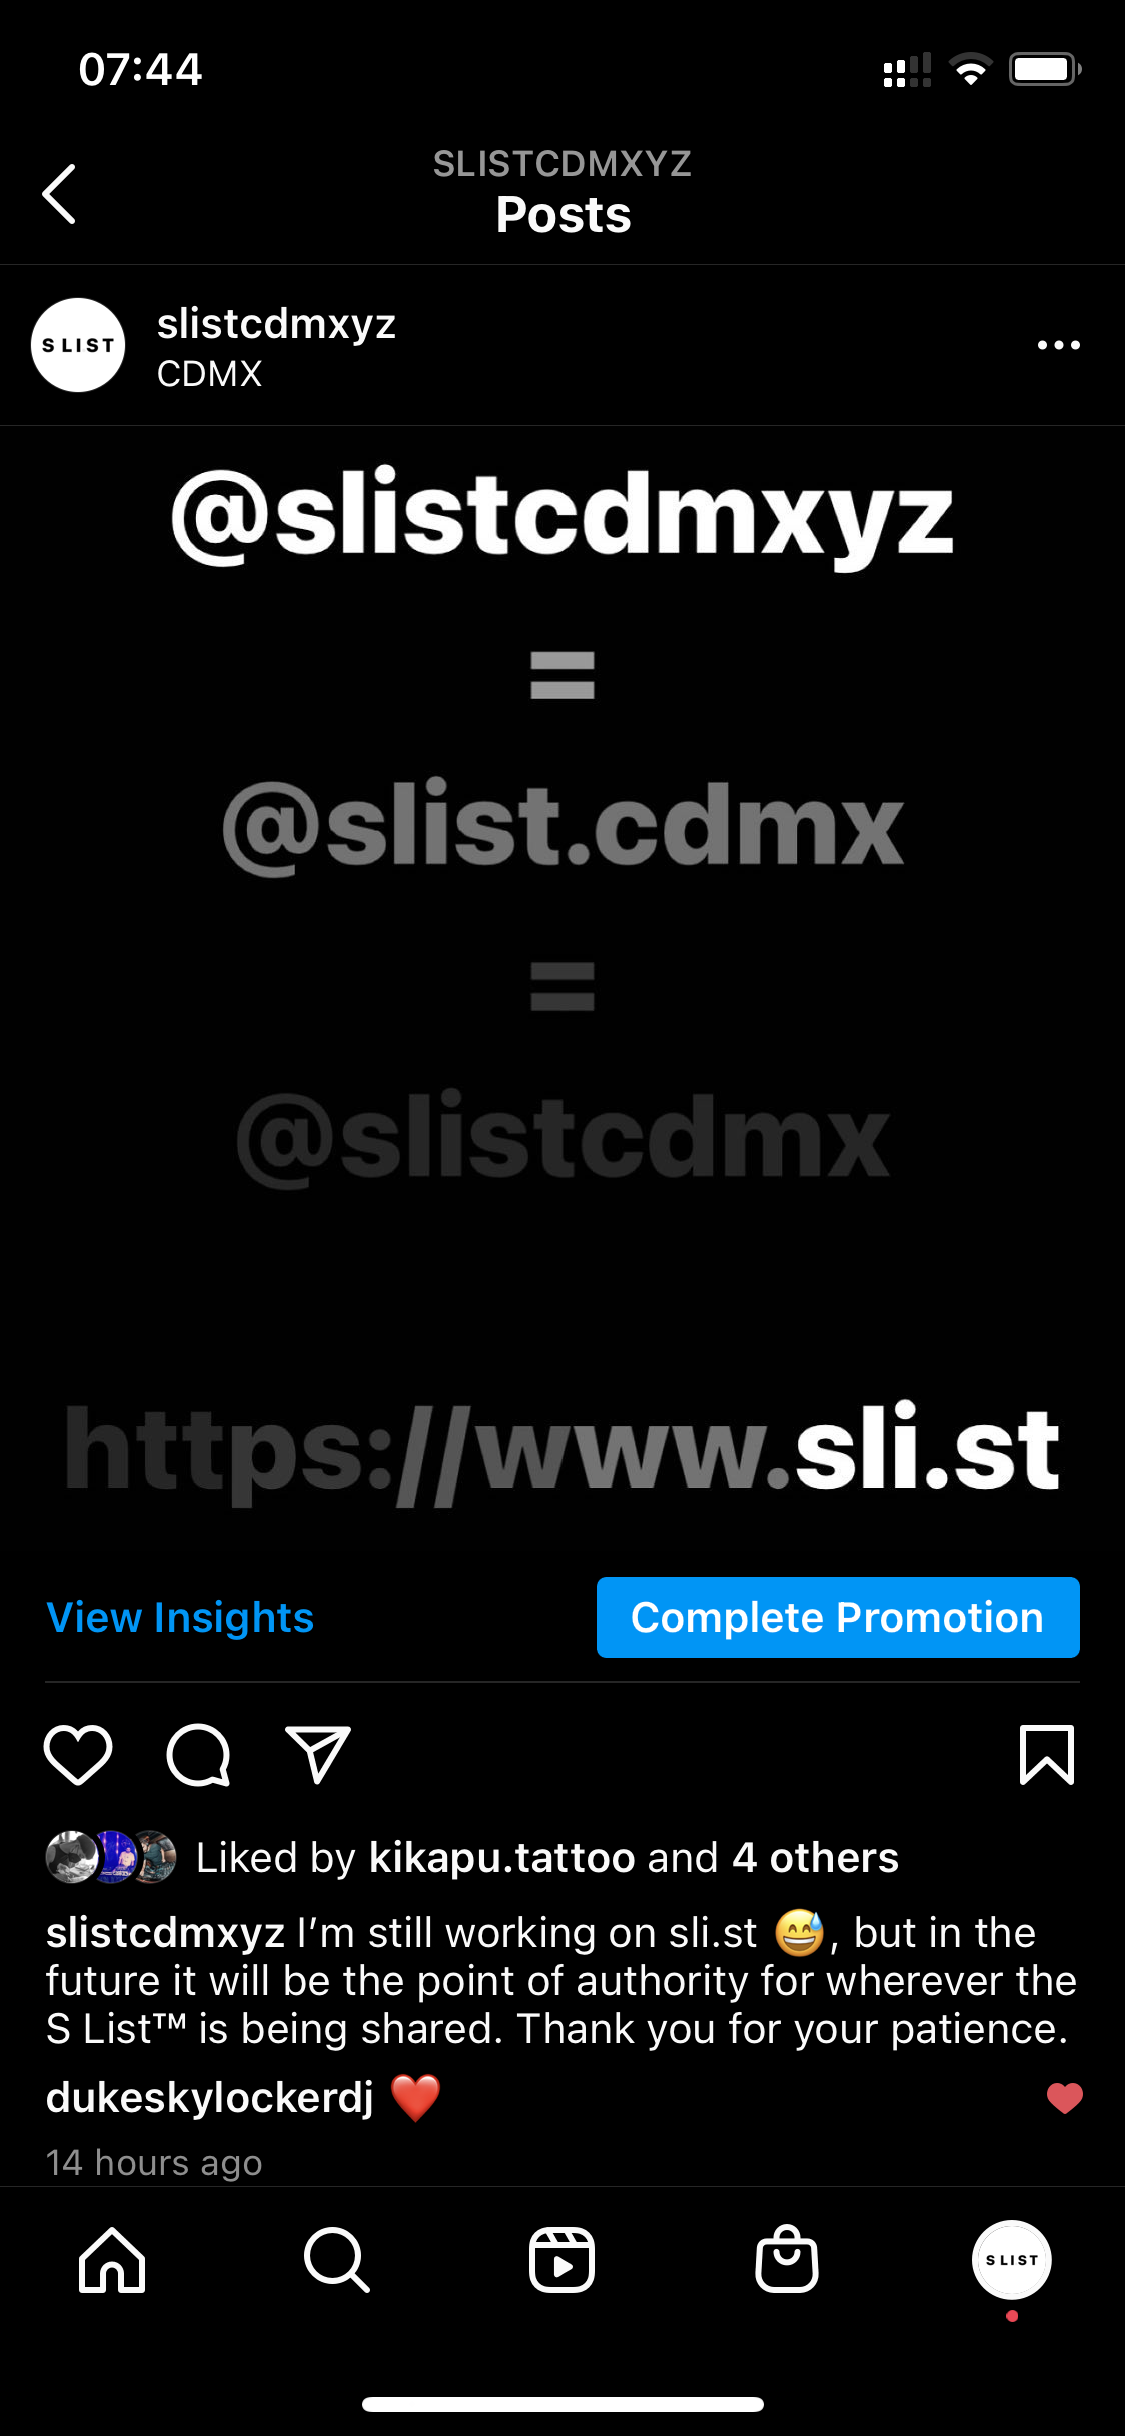 07:44
SLISTCDMXYZ
Posts
S LIST
slistcdmxyz
CDMX
@slistcdmxyz
=
@slist.cdmx
=
@slistcdmx
https://www.sli.st
View Insights
Complete Promotion
Liked by kikapu.tattoo and 4 others
slistcdmxyz I’m still working on sli.st 😅, but in the
future it will be the point of authority for wherever the
S List™ is being shared. Thank you for your patience.
dukeskylockerdj ❤️
14 hours ago
S LIST